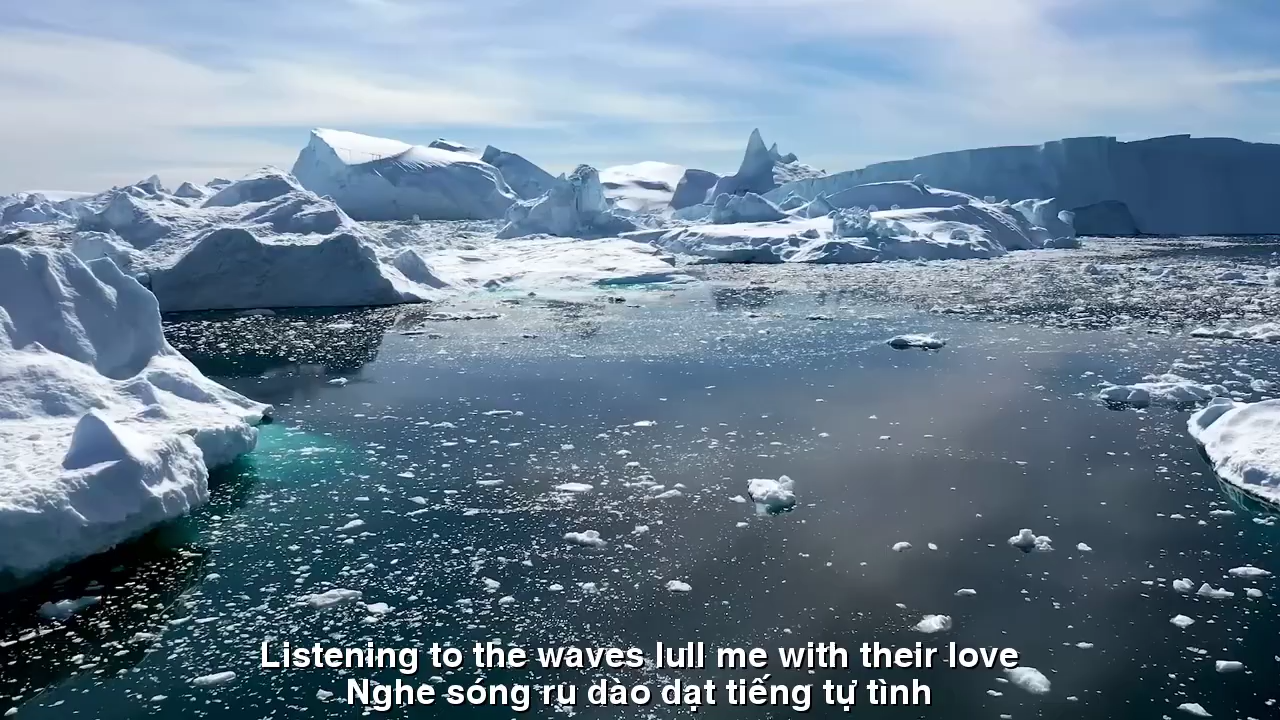 Listening to the waves lull me with their love
Nghe sóng ru dào dạt tiếng tự tình